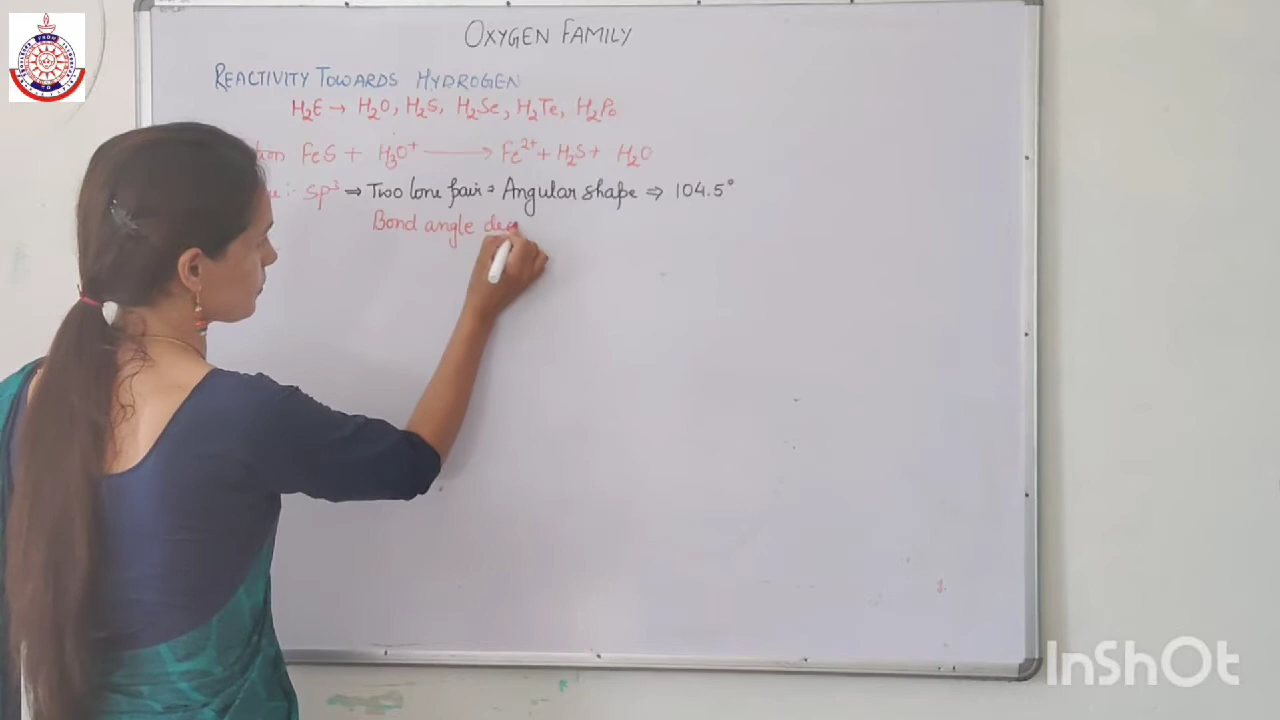 OXYGEN FAMILY
REACTIVITY TOWARDS HYDROGEN
H₂E → H₂O, H₂S, H₂Se, H₂Te, H₂Po
FeS + H₃O⁺ → Fe²⁺ + H₂S + H₂O
:- SP³ ⇒ Two lone pair ⇒ Angular shape ⇒ 104.5°
Bond angle dec
InShOt